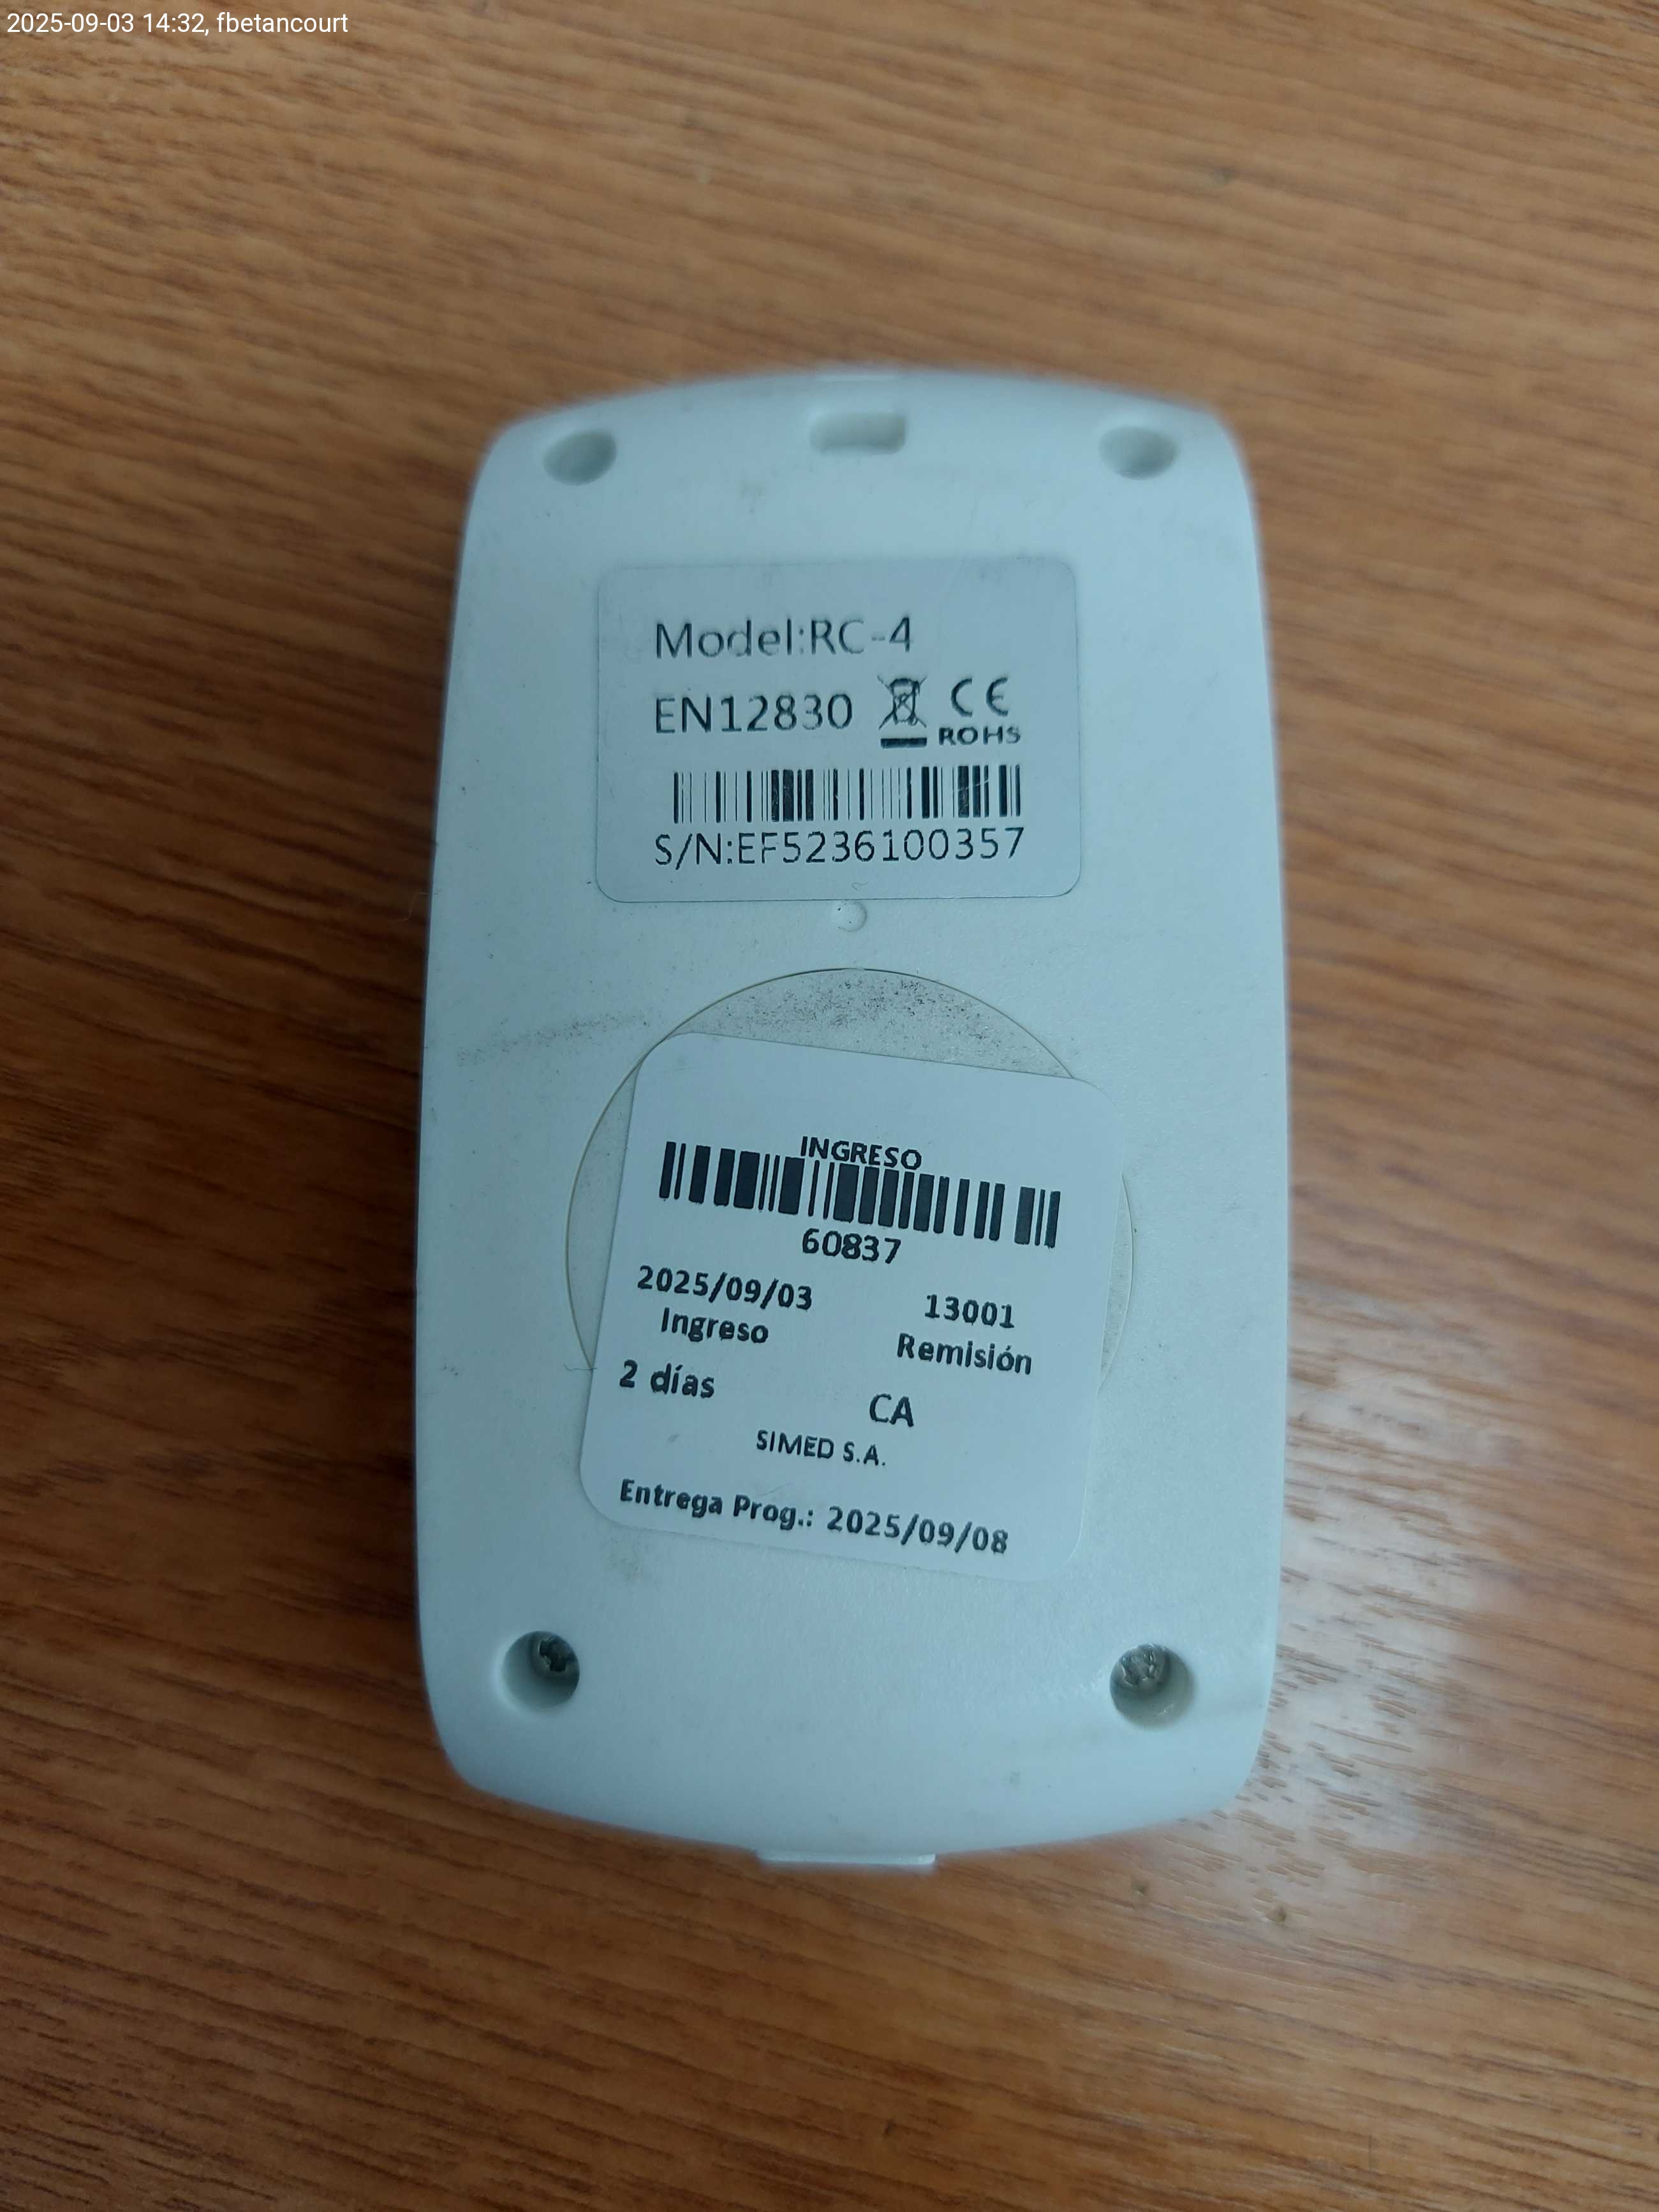 2025-09-03 14:32, fbetancourt
Model:RC-4
EN12830 CE
ROHS
S/N:EF5236100357
INGRESO
60837
2025/09/03 13001
Ingreso Remisión
2 días CA
SIMED S.A.
Entrega Prog.: 2025/09/08